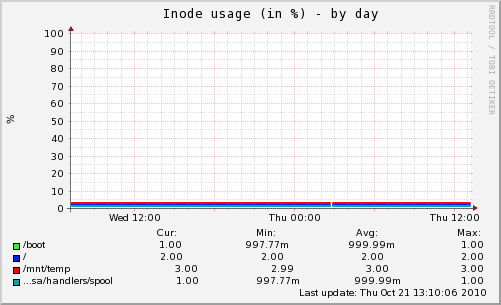 Inode usage (in %) - by day
RRDTOOL / TOBI OETIKER
%
100
90
80
70
60
50
40
30
20
10
0
Wed 12:00 Thu 00:00 Thu 12:00
Cur: Min: Avg: Max:
/boot 1.00 997.77m 999.99m 1.00
/ 2.00 2.00 2.00 2.00
/mnt/temp 3.00 2.99 3.00 3.00
...sa/handlers/spool 1.00 997.77m 999.99m 1.00
Last update: Thu Oct 21 13:10:06 2010